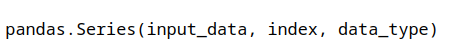 pandas.Series(input_data, index, data_type)